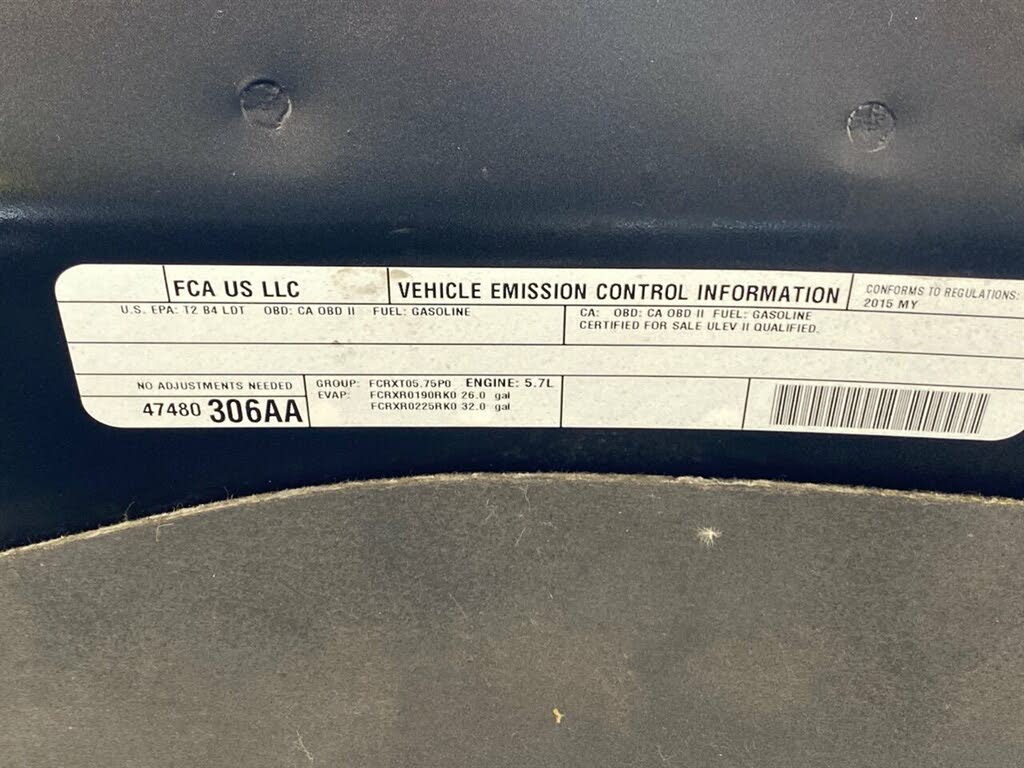 FCA US LLC
VEHICLE EMISSION CONTROL INFORMATION
CONFORMS TO REGULATIONS:
2015 MY
U.S. EPA: T2 B4 LDT OBD: CA OBD II FUEL: GASOLINE
CA: OBD: CA OBD II FUEL: GASOLINE
CERTIFIED FOR SALE ULEV II QUALIFIED.
NO ADJUSTMENTS NEEDED
47480 306AA
GROUP: FCRXT05.75P0 ENGINE: 5.7L
EVAP: FCRXR0190RK0 26.0 gal
FCRXR0225RK0 32.0 gal